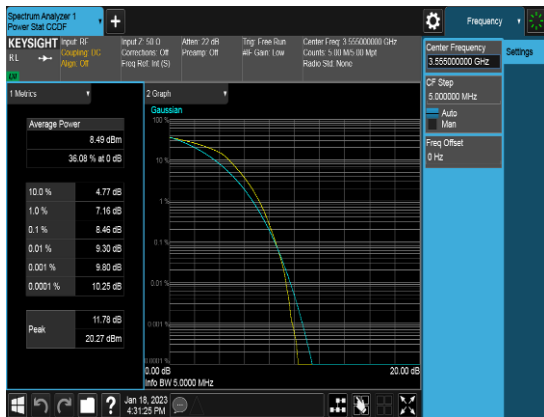 Spectrum Analyzer 1
Power Stat CCDF
Frequency
KEYSIGHT
RL
Input: RF
Coupling: DC
Align: Off
Input Z: 50 Ω
Corrections: Off
Freq Ref: Int (S)
Atten: 22 dB
Preamp: Off
Trig: Free Run
#IF Gain: Low
Center Freq: 3.555000000 GHz
Counts: 5.00 M/5.00 Mpt
Radio Std: None
Center Frequency
3.555000000 GHz
Settings
CF Step
5.000000 MHz
Auto
Man
Freq Offset
0 Hz
1 Metrics
Average Power
8.49 dBm
36.08 % at 0 dB
10.0 % 4.77 dB
1.0 % 7.16 dB
0.1 % 8.46 dB
0.01 % 9.30 dB
0.001 % 9.80 dB
0.0001 % 10.25 dB
Peak
11.78 dB
20.27 dBm
2 Graph
Gaussian
100 %
10 %
1 %
0.1 %
0.01 %
0.001 %
0.0001 %
0.00 dB
20.00 dB
Info BW 5.0000 MHz
?
Jan 18, 2023
4:31:25 PM